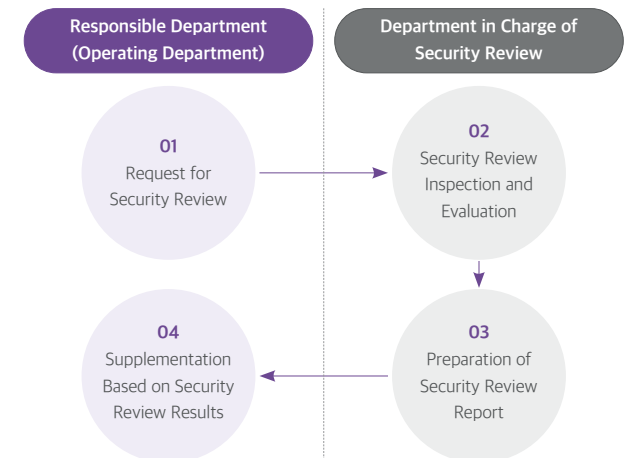 Responsible Department
(Operating Department)
Department in Charge of
Security Review
01
Request for
Security Review
02
Security Review
Inspection and
Evaluation
03
Preparation of
Security Review
Report
04
Supplementation
Based on Security
Review Results